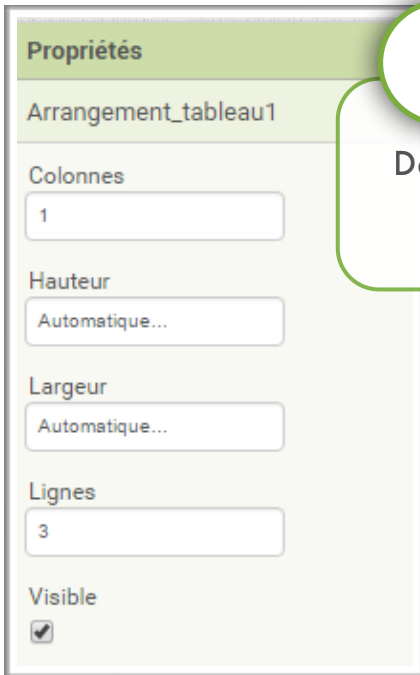 Propriétés
Arrangement_tableau1
Colonnes
1
Hauteur
Automatique...
Largeur
Automatique...
Lignes
3
Visible